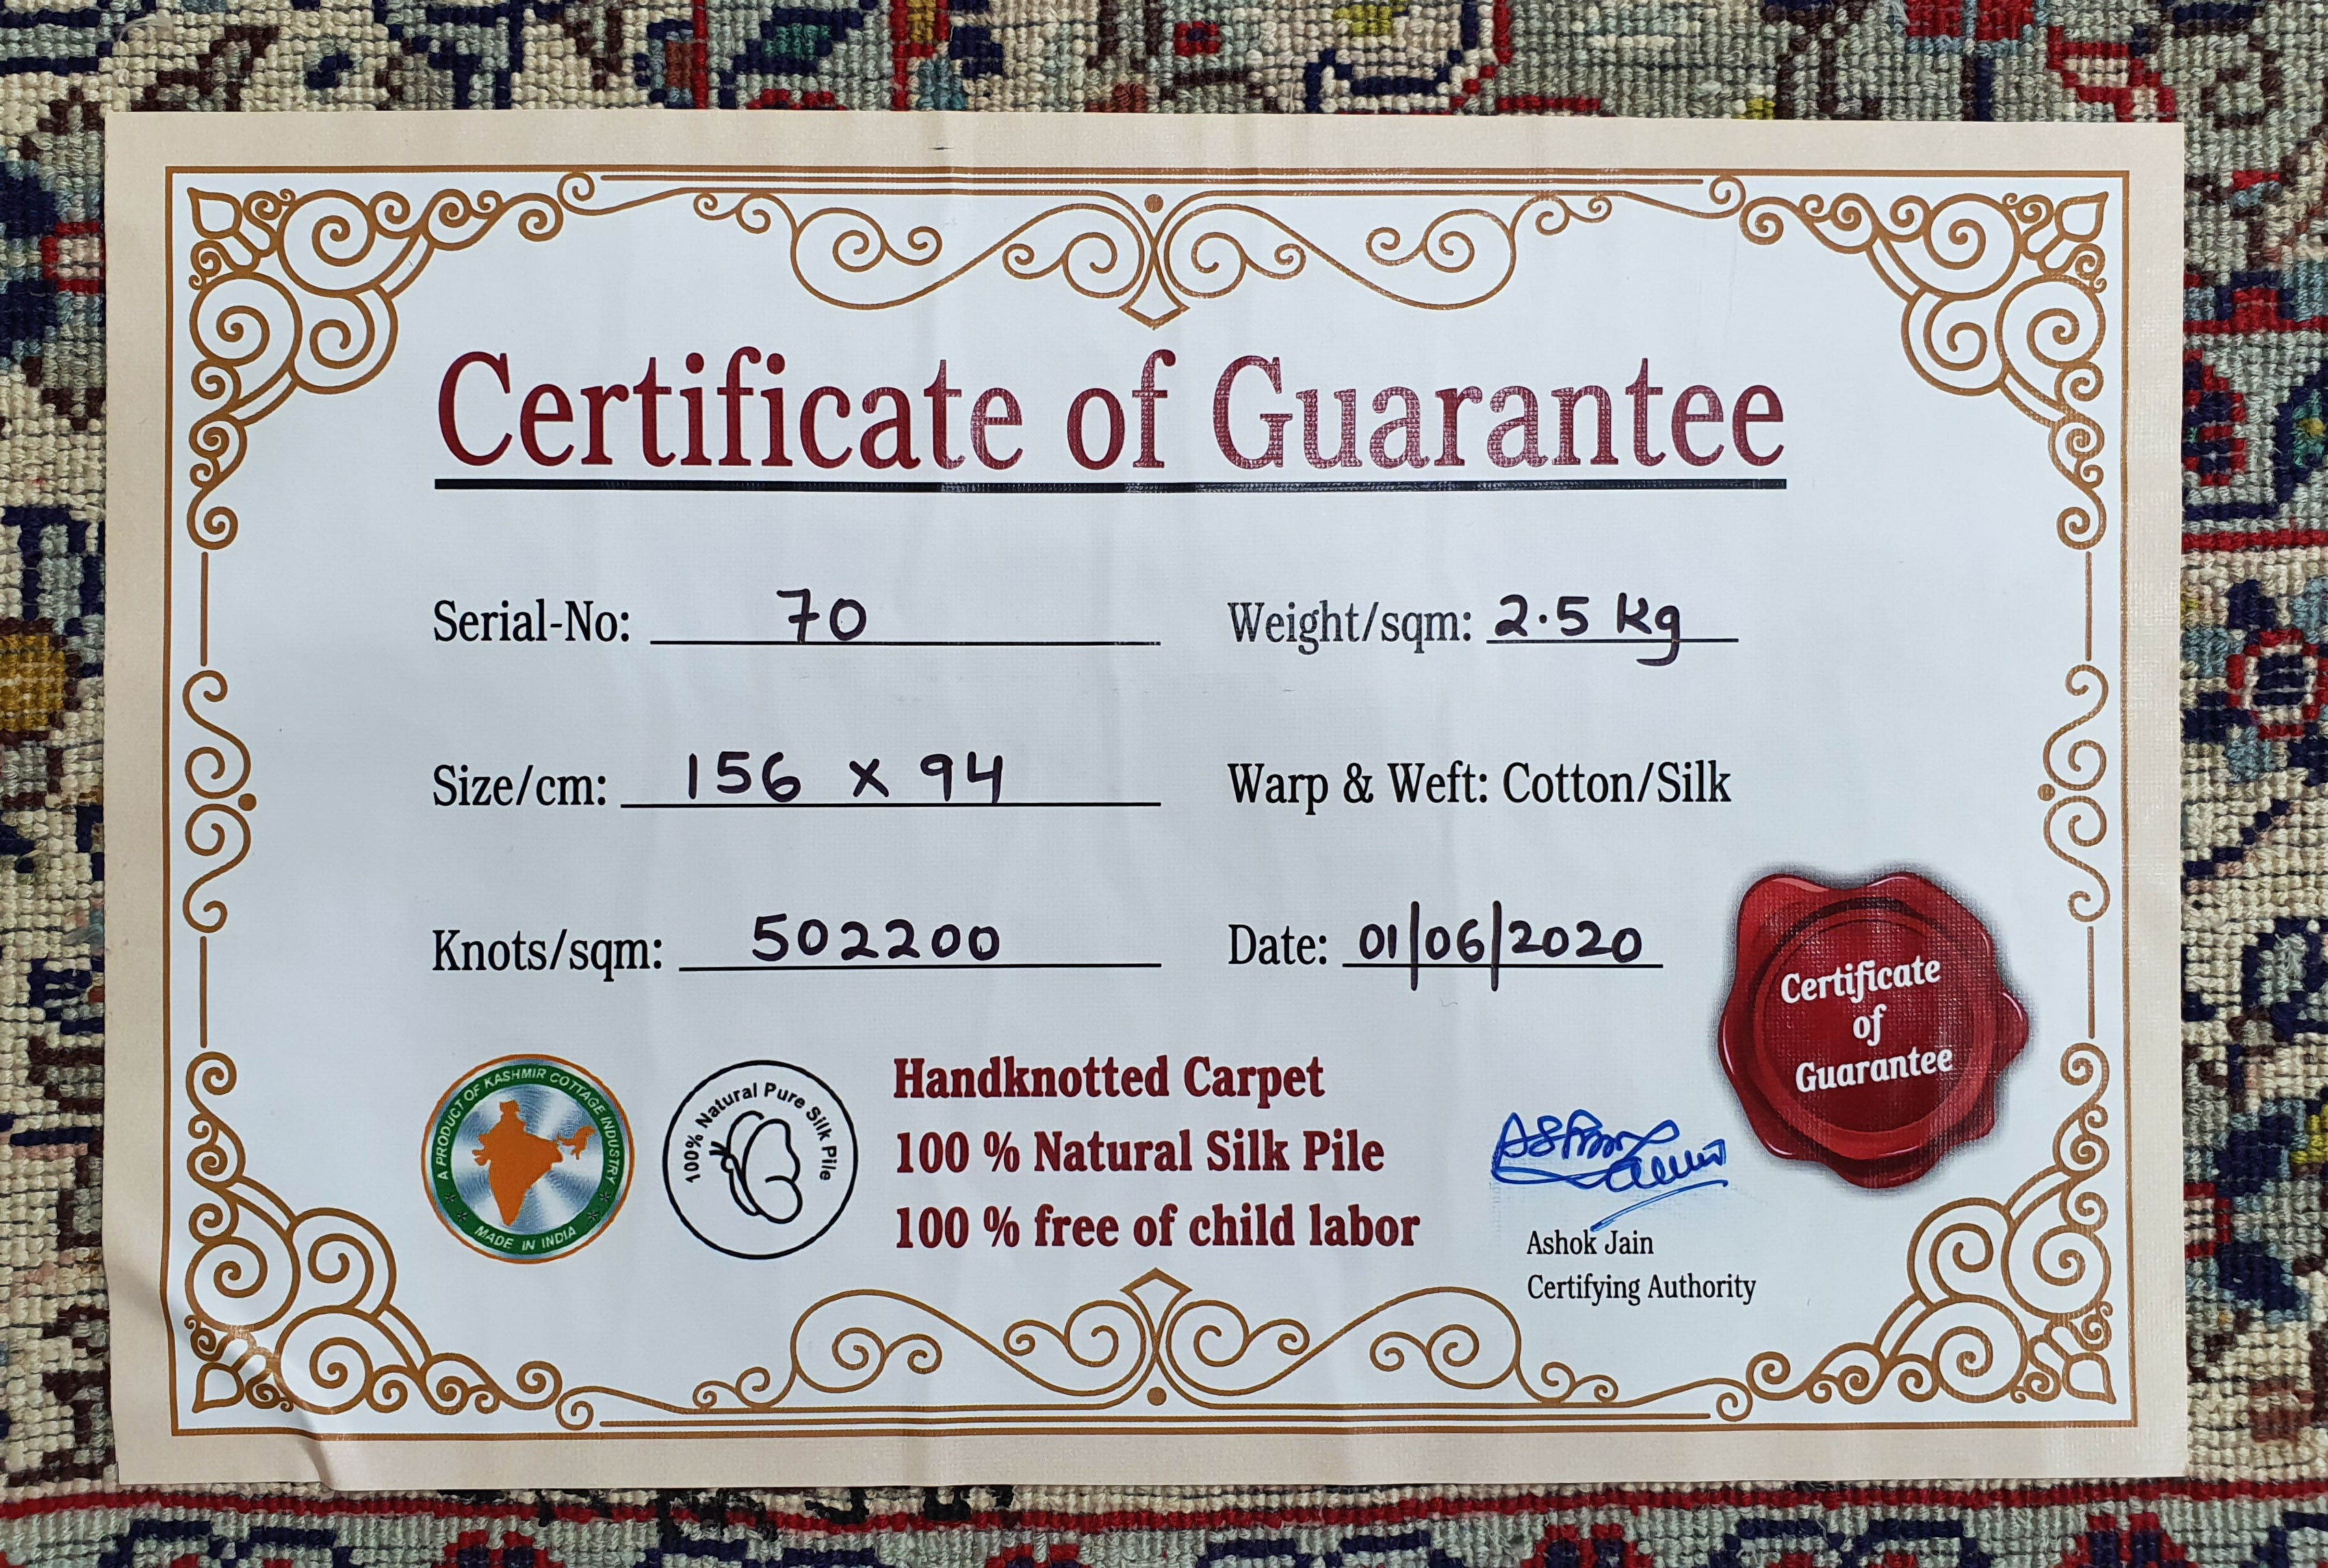 Certificate of Guarantee
Serial-No: 70
Weight/sqm: 2.5 Kg
Size/cm: 156 x 94
Warp & Weft: Cotton/Silk
Knots/sqm: 502200
Date: 01/06/2020
Certificate
of
Guarantee
A PRODUCT OF KASHMIR COTTAGE INDUSTRY
MADE IN INDIA
100% Natural Pure Silk Pile
Handknotted Carpet
100 % Natural Silk Pile
100 % free of child labor
Ashok Jain
Certifying Authority